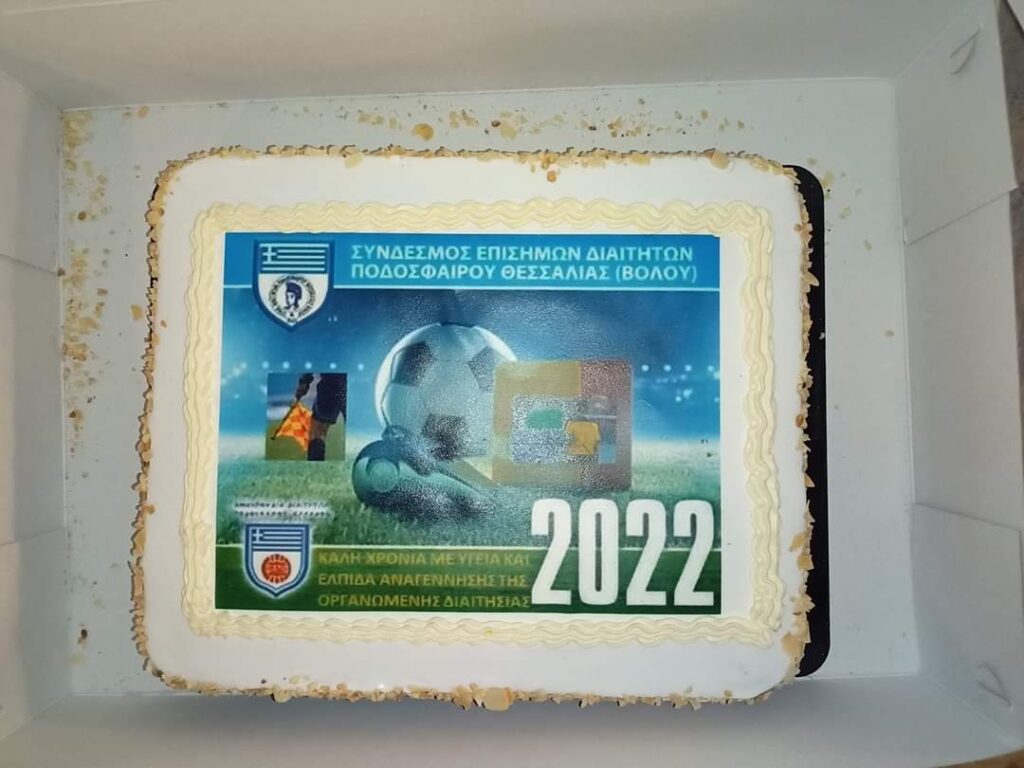 ΣΥΝΔΕΣΜΟΣ ΕΠΙΣΗΜΩΝ ΔΙΑΙΤΗΤΩΝ
ΠΟΔΟΣΦΑΙΡΟΥ ΘΕΣΣΑΛΙΑΣ (ΒΟΛΟΥ)
ΚΑΛΗ ΧΡΟΝΙΑ ΜΕ ΥΓΕΙΑ ΚΑΙ
ΕΛΠΙΔΑ ΑΝΑΓΕΝΝΗΣΗΣ ΤΗΣ
ΟΡΓΑΝΩΜΕΝΗΣ ΔΙΑΙΤΗΣΙΑΣ
2022